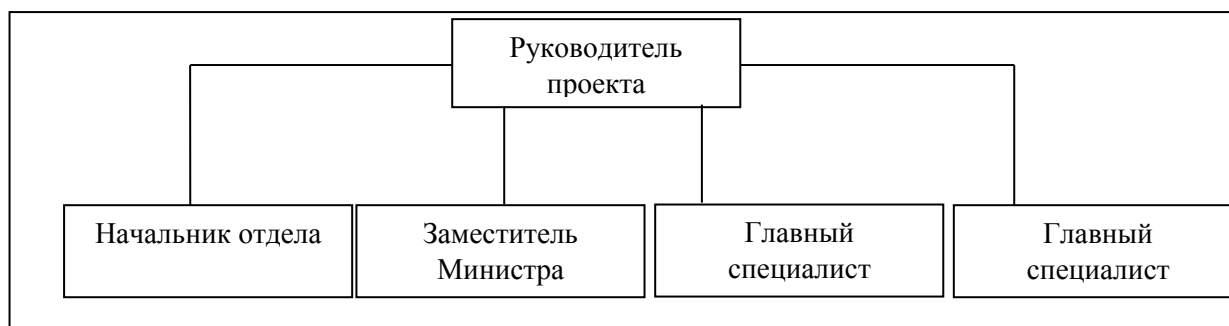 Руководитель
проекта
Начальник отдела
Заместитель
Министра
Главный
специалист
Главный
специалист